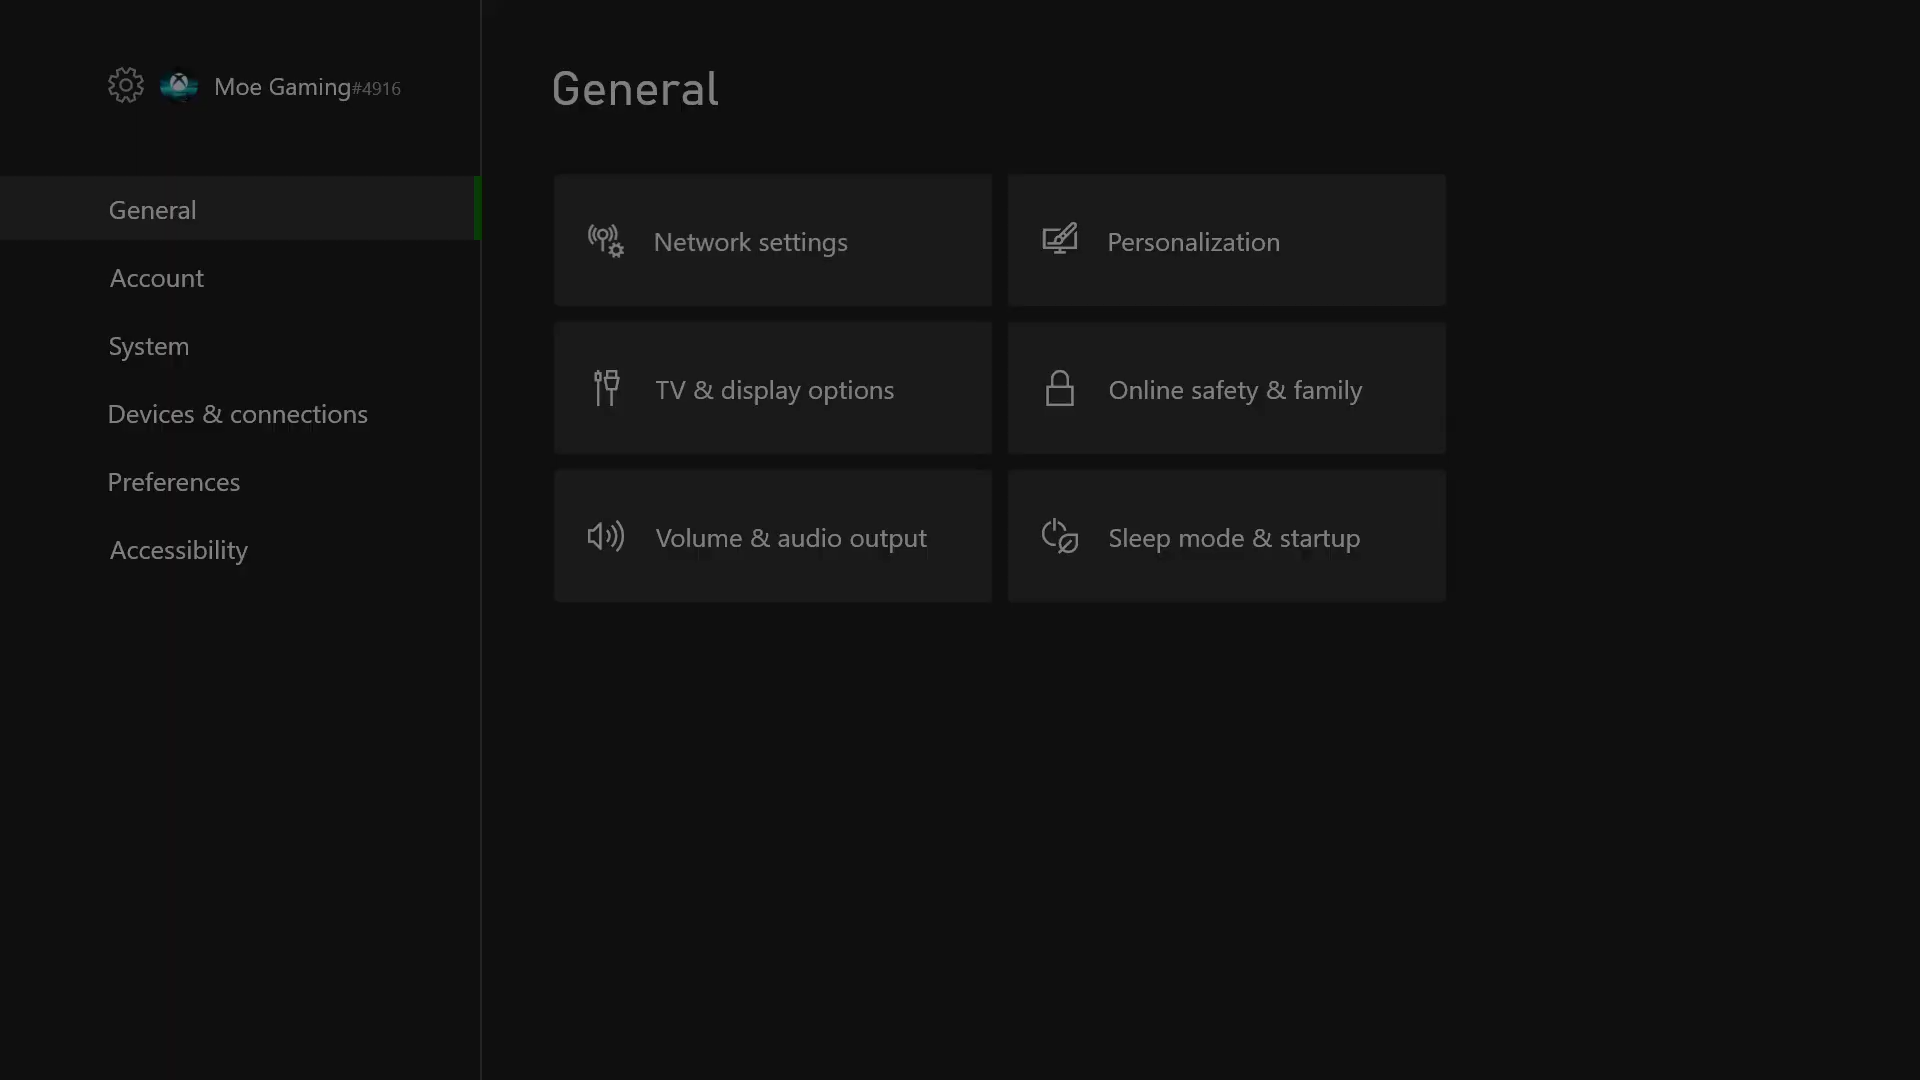 Moe Gaming#4916
General
Account
System
Devices & connections
Preferences
Accessibility
General
Network settings
Personalization
TV & display options
Online safety & family
Volume & audio output
Sleep mode & startup